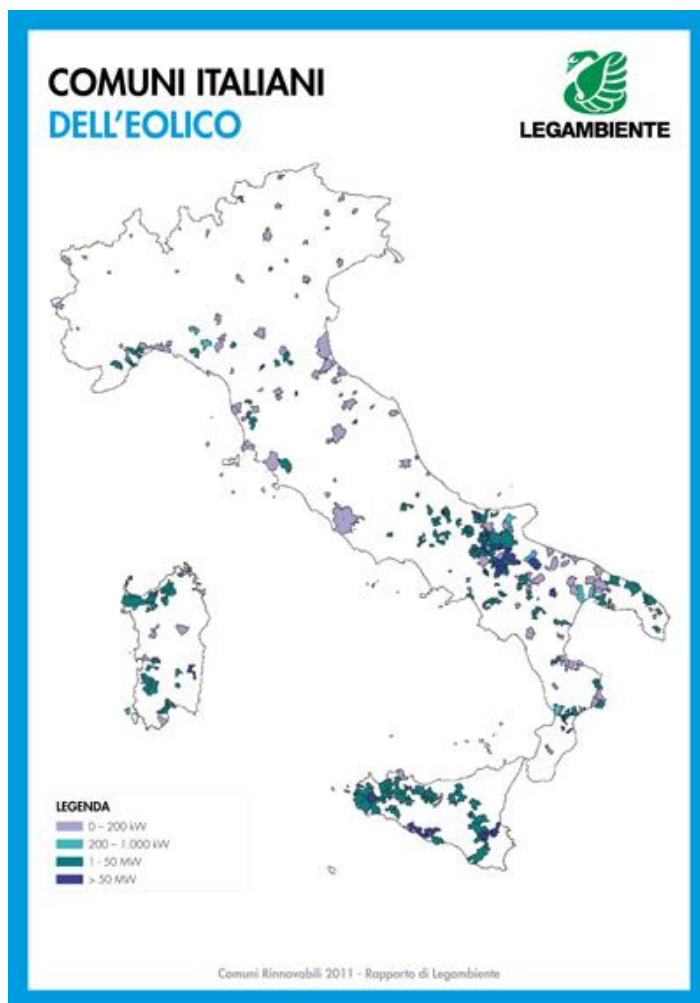 COMUNI ITALIANI
DELL'EOLICO
LEGAMBIENTE
LEGENDA
0 – 200 kW
200 – 1.000 kW
1 - 50 MW
> 50 MW
Comuni Rinnovabili 2011 - Rapporto di Legambiente